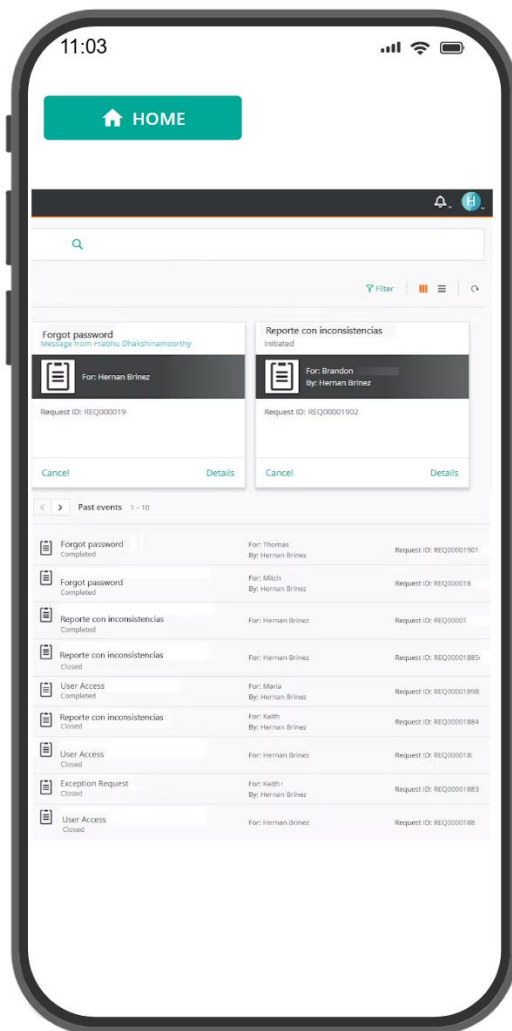 11:03
HOME
H
Filter
Forgot password
Message from Prabhu Dhakshinamoorthy
For: Hernan Brinez
Request ID: REQ000019
Cancel
Details
Reporte con inconsistencias
Initiated
For: Brandon
By: Hernan Brinez
Request ID: REQ00001902
Cancel
Details
Past events 1 - 10
Forgot password
Completed
For: Thomas
By: Hernan Brinez
Request ID: REQ00001901
Forgot password
Completed
For: Mitch
By: Hernan Brinez
Request ID: REQ000018
Reporte con inconsistencias
Completed
For: Hernan Brinez
Request ID: REQ00001
Reporte con inconsistencias
Closed
For: Hernan Brinez
Request ID: REQ00001885
User Access
Completed
For: Maria
By: Hernan Brinez
Request ID: REQ00001898
Reporte con inconsistencias
Closed
For: Keith
By: Hernan Brinez
Request ID: REQ00001884
User Access
Closed
For: Hernan Brinez
Request ID: REQ000018
Exception Request
Closed
For: Keith
By: Hernan Brinez
Request ID: REQ00001883
User Access
Closed
For: Hernan Brinez
Request ID: REQ0000188